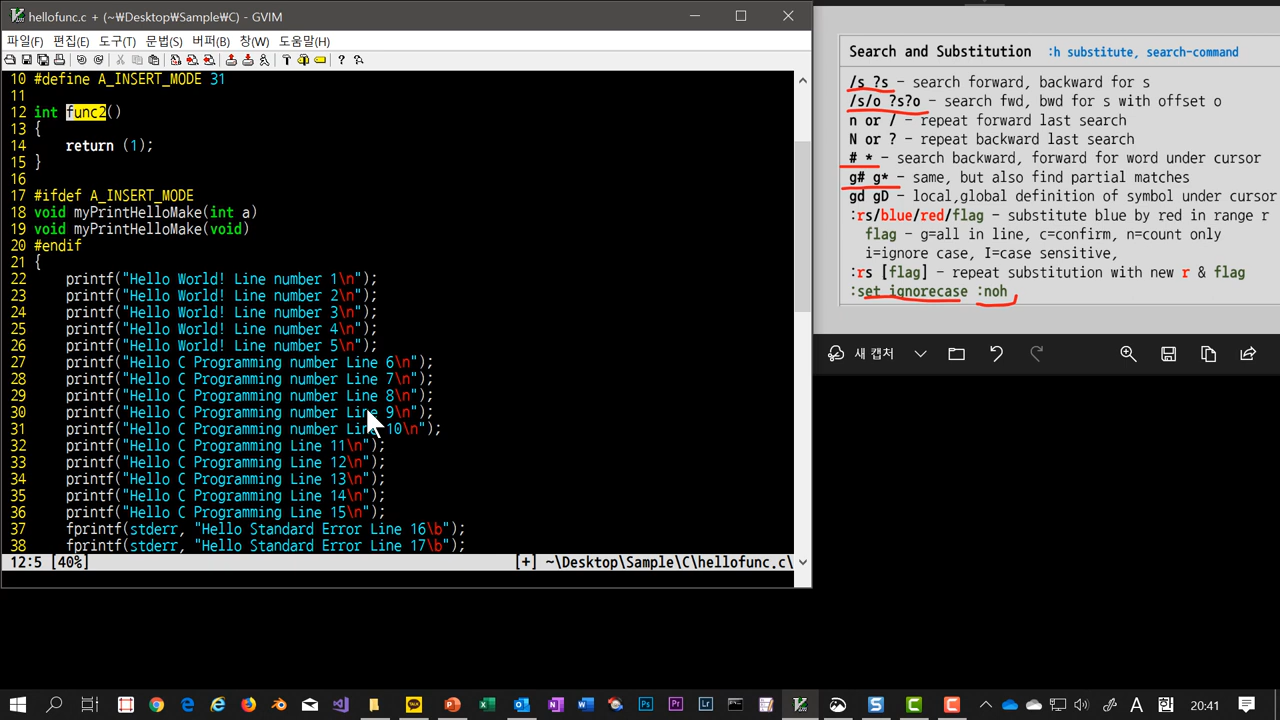 hellofunc.c + (~\Desktop\Sample\C) - GVIM
파일(F) 편집(E) 도구(T) 문법(S) 버퍼(B) 창(W) 도움말(H)
10 #define A_INSERT_MODE 31
11
12 int func2()
13 {
14     return (1);
15 }
16
17 #ifdef A_INSERT_MODE
18 void myPrintHelloMake(int a)
19 void myPrintHelloMake(void)
20 #endif
21 {
22     printf("Hello World! Line number 1\n");
23     printf("Hello World! Line number 2\n");
24     printf("Hello World! Line number 3\n");
25     printf("Hello World! Line number 4\n");
26     printf("Hello World! Line number 5\n");
27     printf("Hello C Programming number Line 6\n");
28     printf("Hello C Programming number Line 7\n");
29     printf("Hello C Programming number Line 8\n");
30     printf("Hello C Programming number Line 9\n");
31     printf("Hello C Programming number Line 10\n");
32     printf("Hello C Programming Line 11\n");
33     printf("Hello C Programming Line 12\n");
34     printf("Hello C Programming Line 13\n");
35     printf("Hello C Programming Line 14\n");
36     printf("Hello C Programming Line 15\n");
37     fprintf(stderr, "Hello Standard Error Line 16\b");
38     fprintf(stderr, "Hello Standard Error Line 17\b");
12:5 [40%] [+] ~\Desktop\Sample\C\hellofunc.c\
Search and Substitution :h substitute, search-command
/s ?s - search forward, backward for s
/s/o ?s?o - search fwd, bwd for s with offset o
n or / - repeat forward last search
N or ? - repeat backward last search
# * - search backward, forward for word under cursor
g# g* - same, but also find partial matches
gd gD - local,global definition of symbol under cursor
:rs/blue/red/flag - substitute blue by red in range r
flag - g=all in line, c=confirm, n=count only
i=ignore case, I=case sensitive,
:rs [flag] - repeat substitution with new r & flag
:set ignorecase :noh
새 캡처
20:41